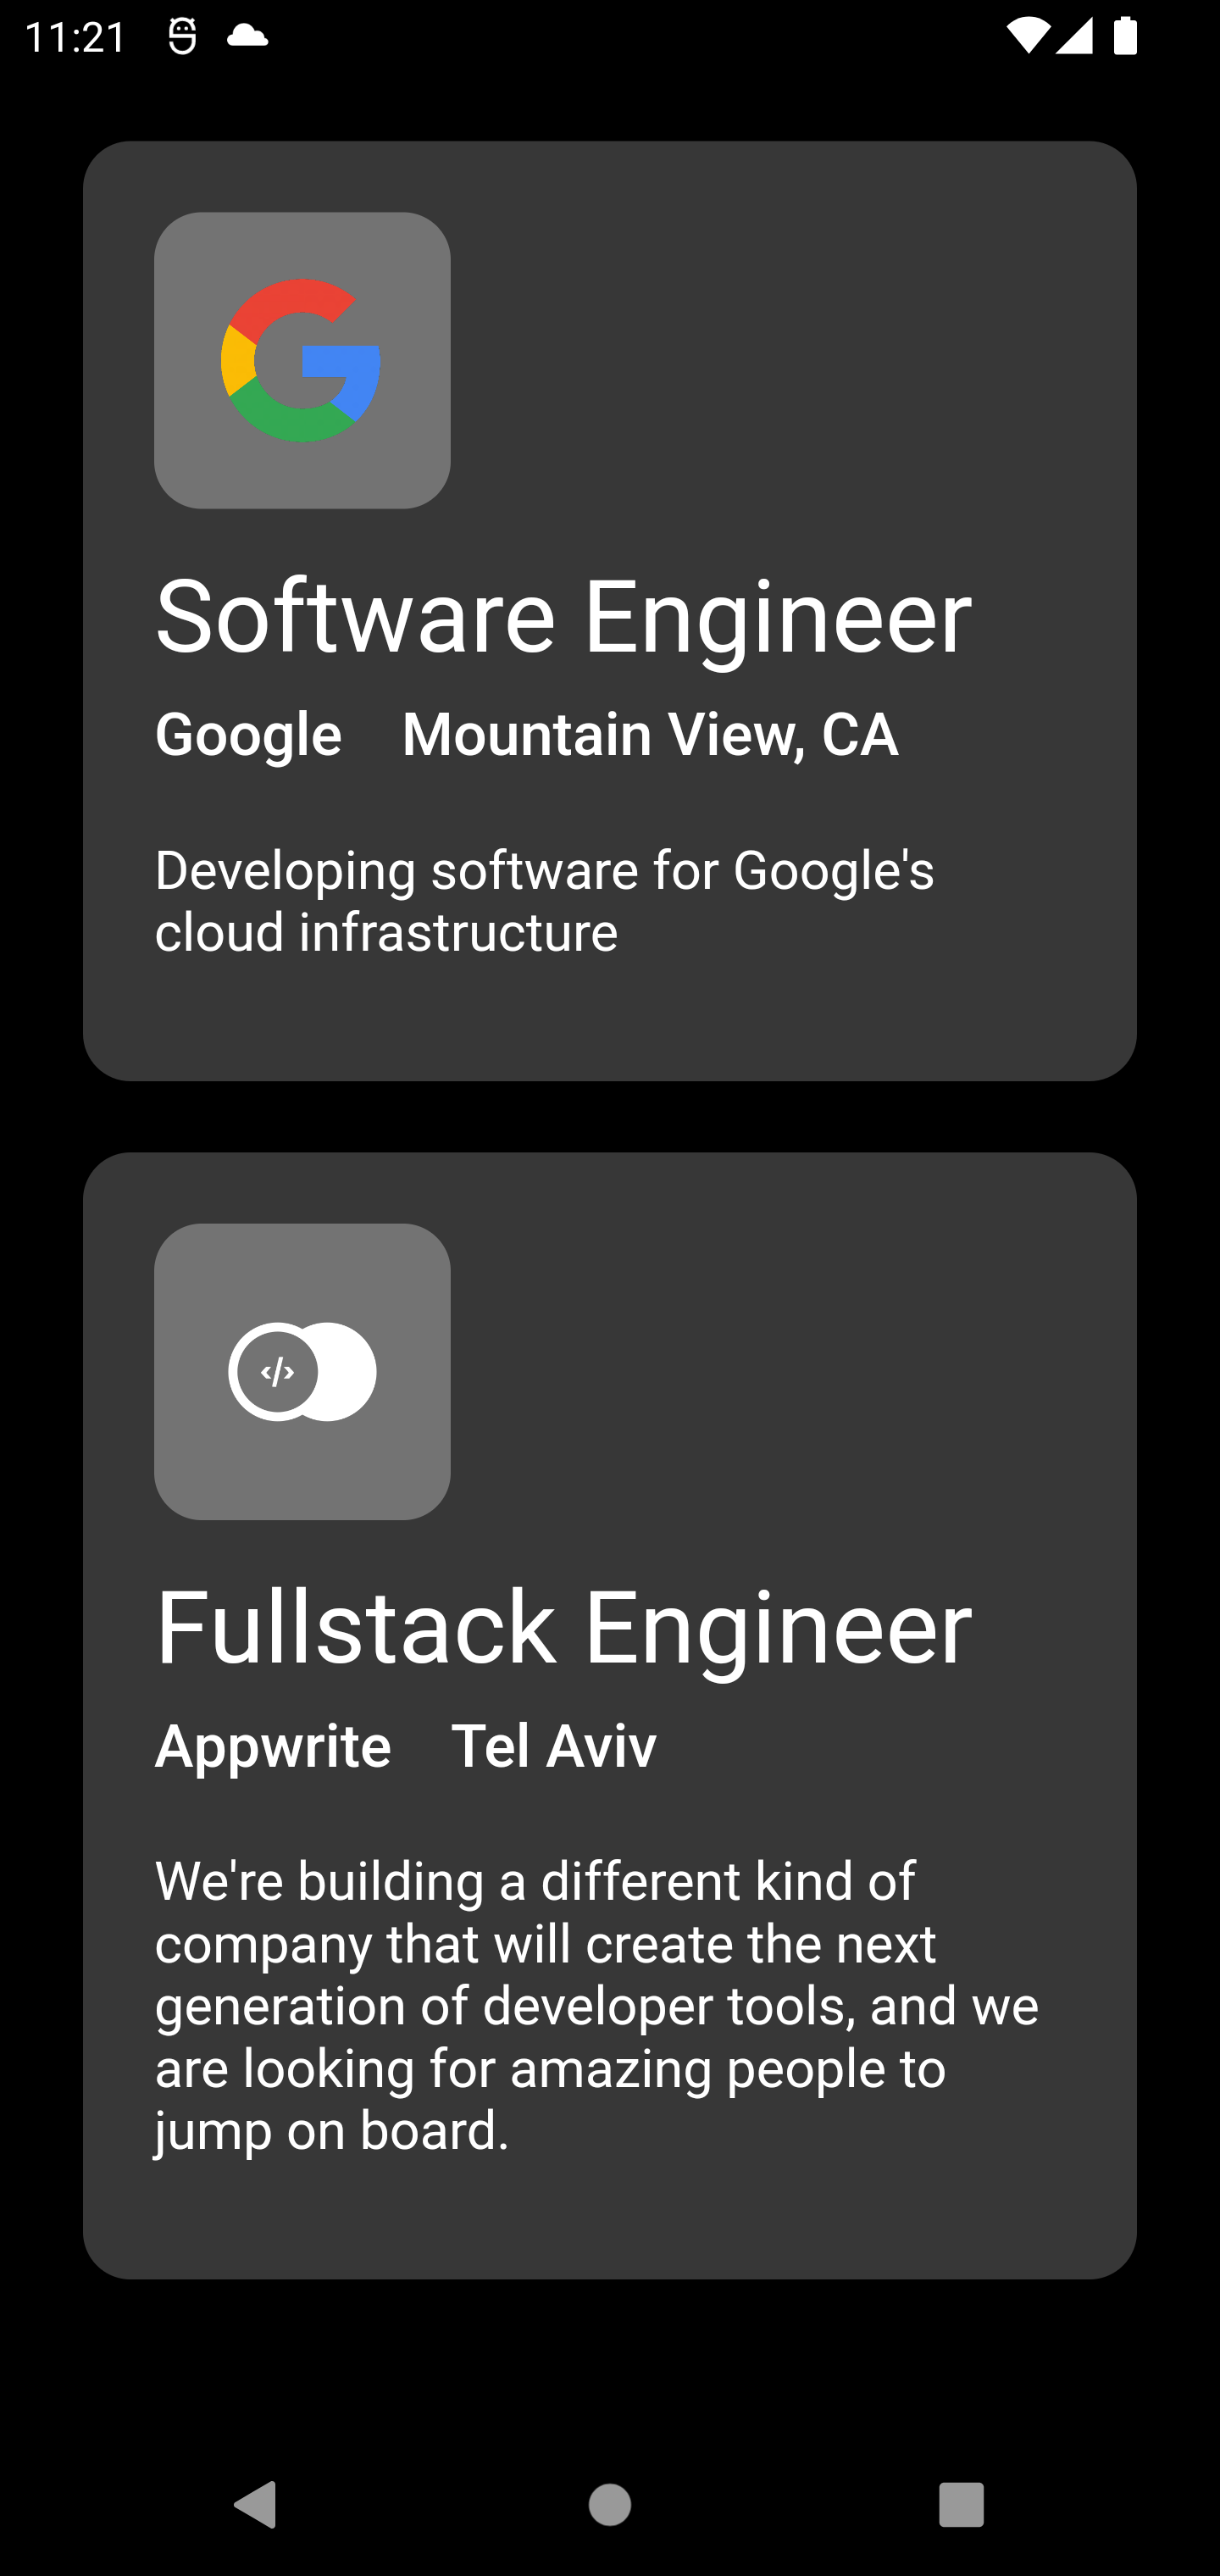 11:21
Software Engineer
Google Mountain View, CA
Developing software for Google's
cloud infrastructure
</>
Fullstack Engineer
Appwrite Tel Aviv
We're building a different kind of
company that will create the next
generation of developer tools, and we
are looking for amazing people to
jump on board.